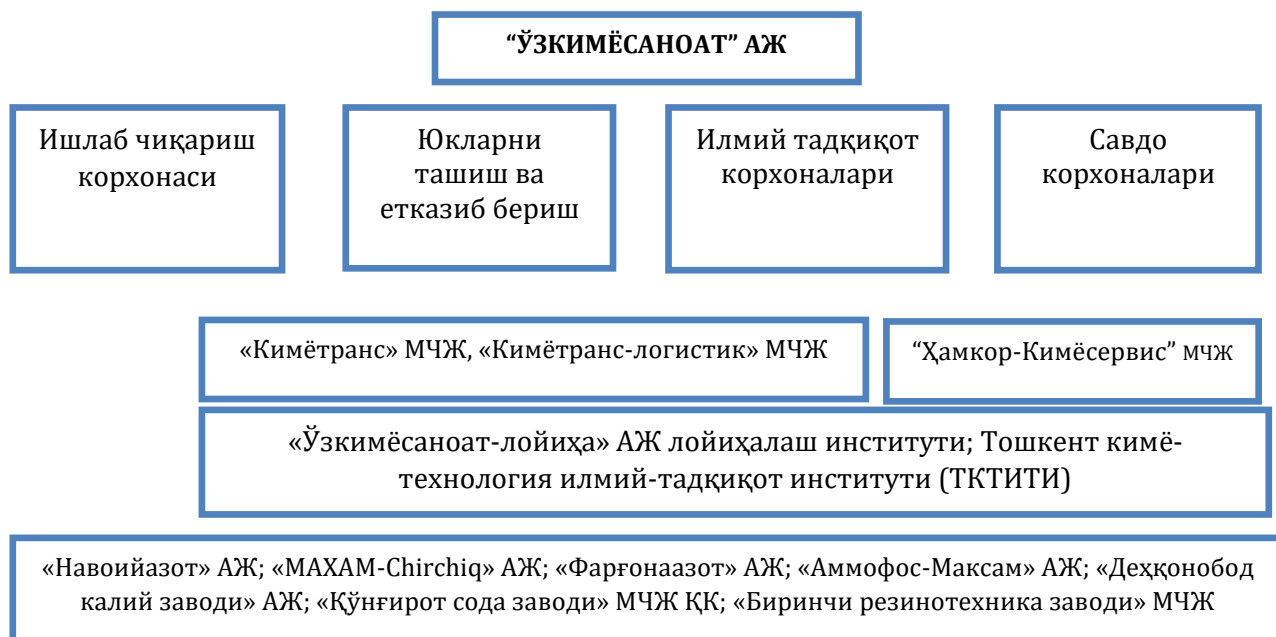 “ЎЗКИМЁСАНОАТ” АЖ
Ишлаб чиқариш
корхонаси
Юкларни
ташиш ва
етказиб бериш
Илмий тадқиқот
корхоналари
Савдо
корхоналари
«Кимётранс» МЧЖ, «Кимётранс-логистик» МЧЖ
“Ҳамкор-Кимёсервис” МЧЖ
«Ўзкимёсаноат-лойиҳа» АЖ лойиҳалаш институти; Тошкент кимё-
технология илмий-тадқиқот институти (ТКТИТИ)
«Навоийазот» АЖ; «MAXAM-Chirchiq» АЖ; «Фарғонаазот» АЖ; «Аммофос-Максам» АЖ; «Деҳқонобод
калий заводи» АЖ; «Қўнғирот сода заводи» МЧЖ ҚК; «Биринчи резинотехника заводи» МЧЖ